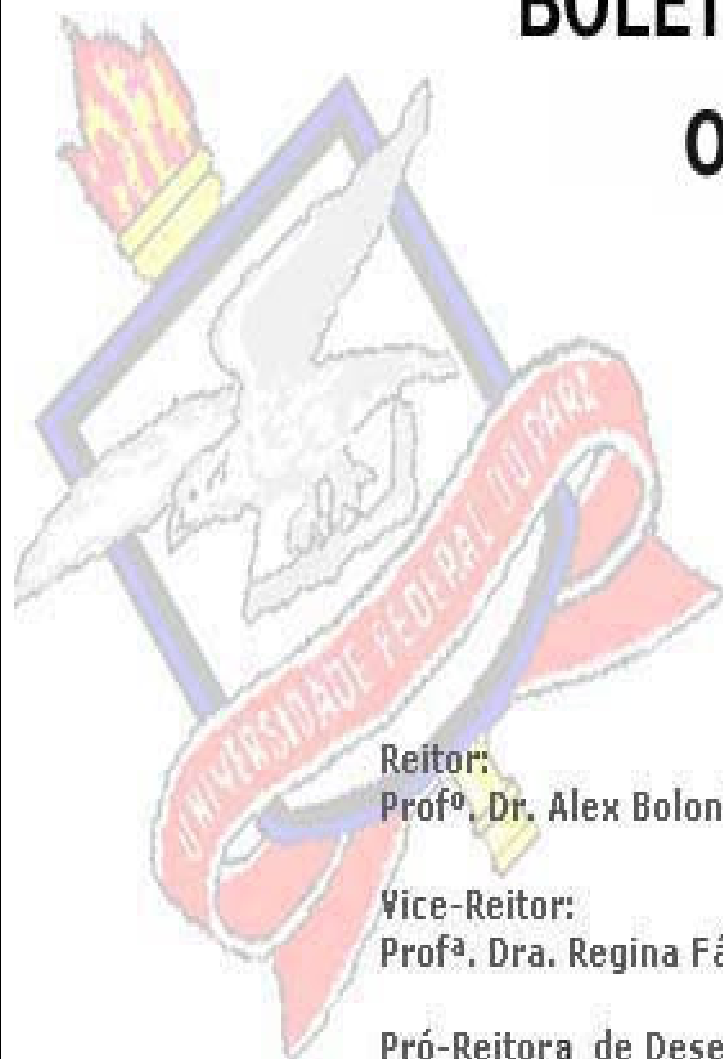 BOLET
O
UNIVERSIDADE FEDERAL DO PARÁ
Reitor:
Profº. Dr. Alex Bolon
Vice-Reitor:
Profª. Dra. Regina Fá
Pró-Reitora de Dese